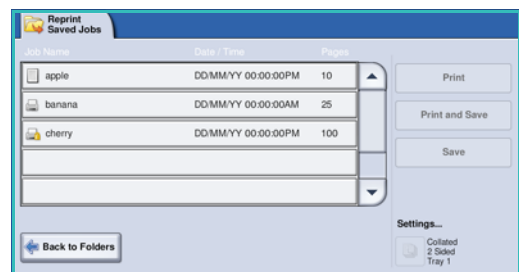 Reprint
Saved Jobs
Job Name Date / Time Pages
apple DD/MM/YY 00:00:00PM 10
banana DD/MM/YY 00:00:00AM 25
cherry DD/MM/YY 00:00:00PM 100
Print
Print and Save
Save
Settings...
Collated
2 Sided
Tray 1
Back to Folders